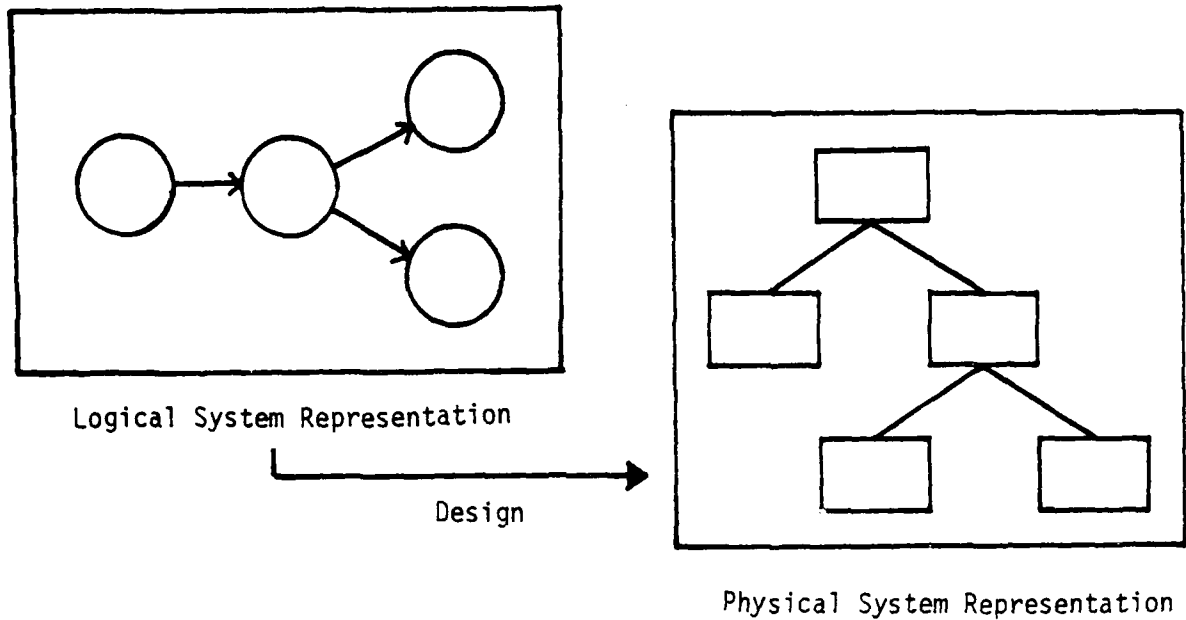 Logical System Representation
Design
Physical System Representation